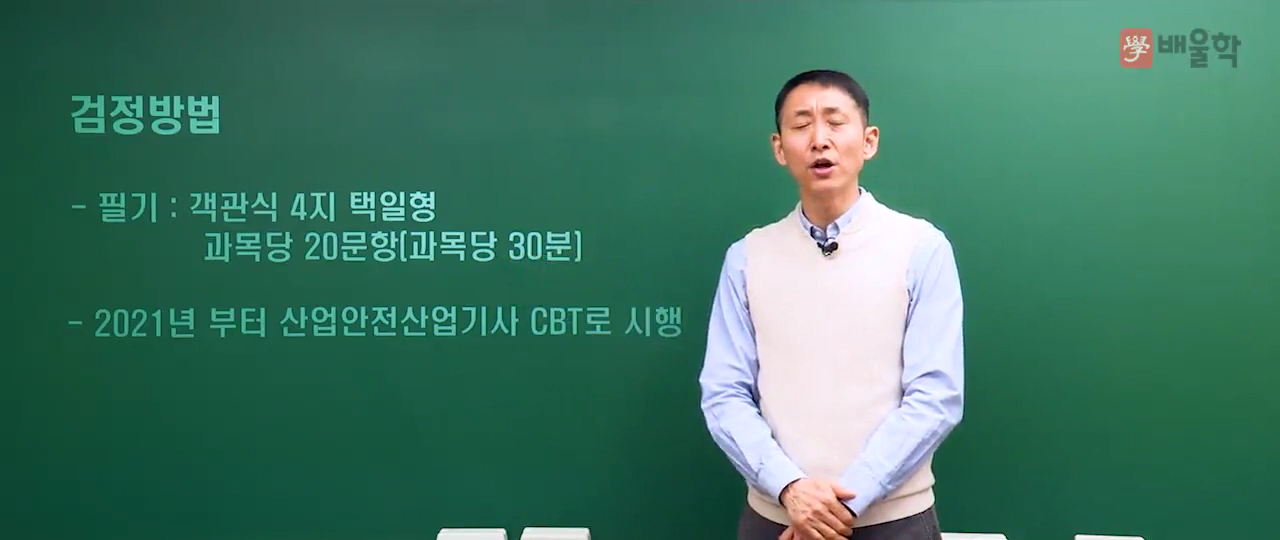 學 배울학
검정방법
- 필기 : 객관식 4지 택일형
과목당 20문항(과목당 30분)
- 2021년 부터 산업안전산업기사 CBT로 시행